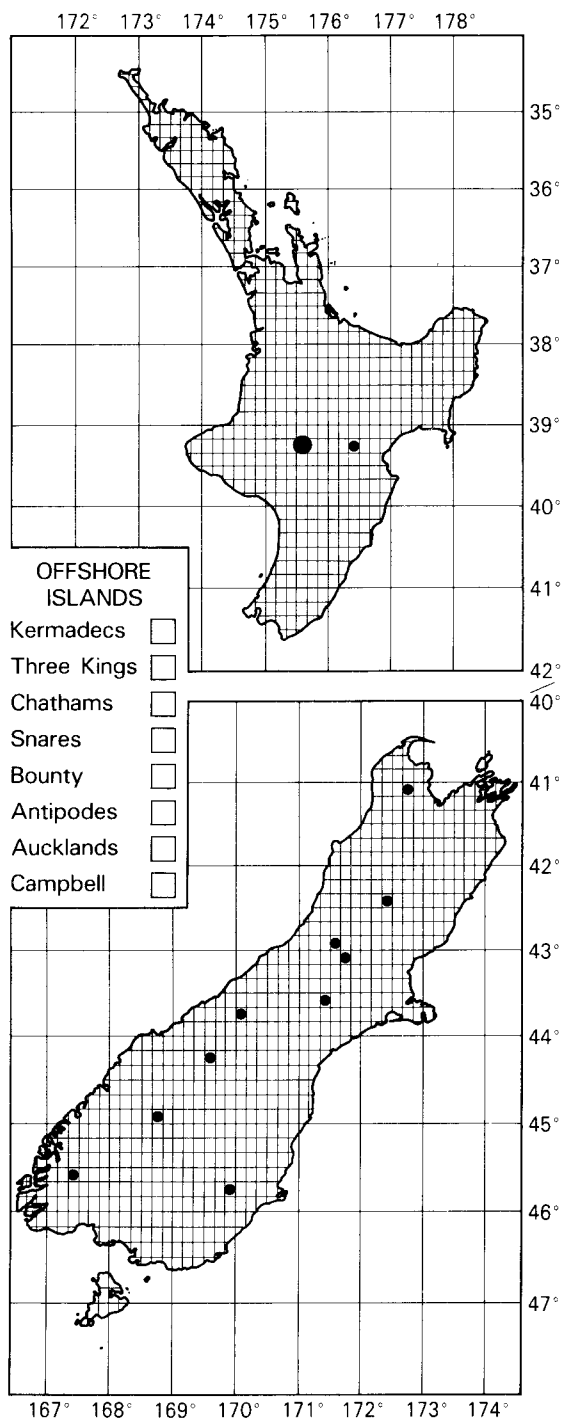 172° 173° 174° 175° 176° 177° 178°
35°
36°
37°
38°
39°
40°
41°
42°
OFFSHORE
ISLANDS
Kermadecs
Three Kings
Chathams
Snares
Bounty
Antipodes
Aucklands
Campbell
40°
41°
42°
43°
44°
45°
46°
47°
167° 168° 169° 170° 171° 172° 173° 174°